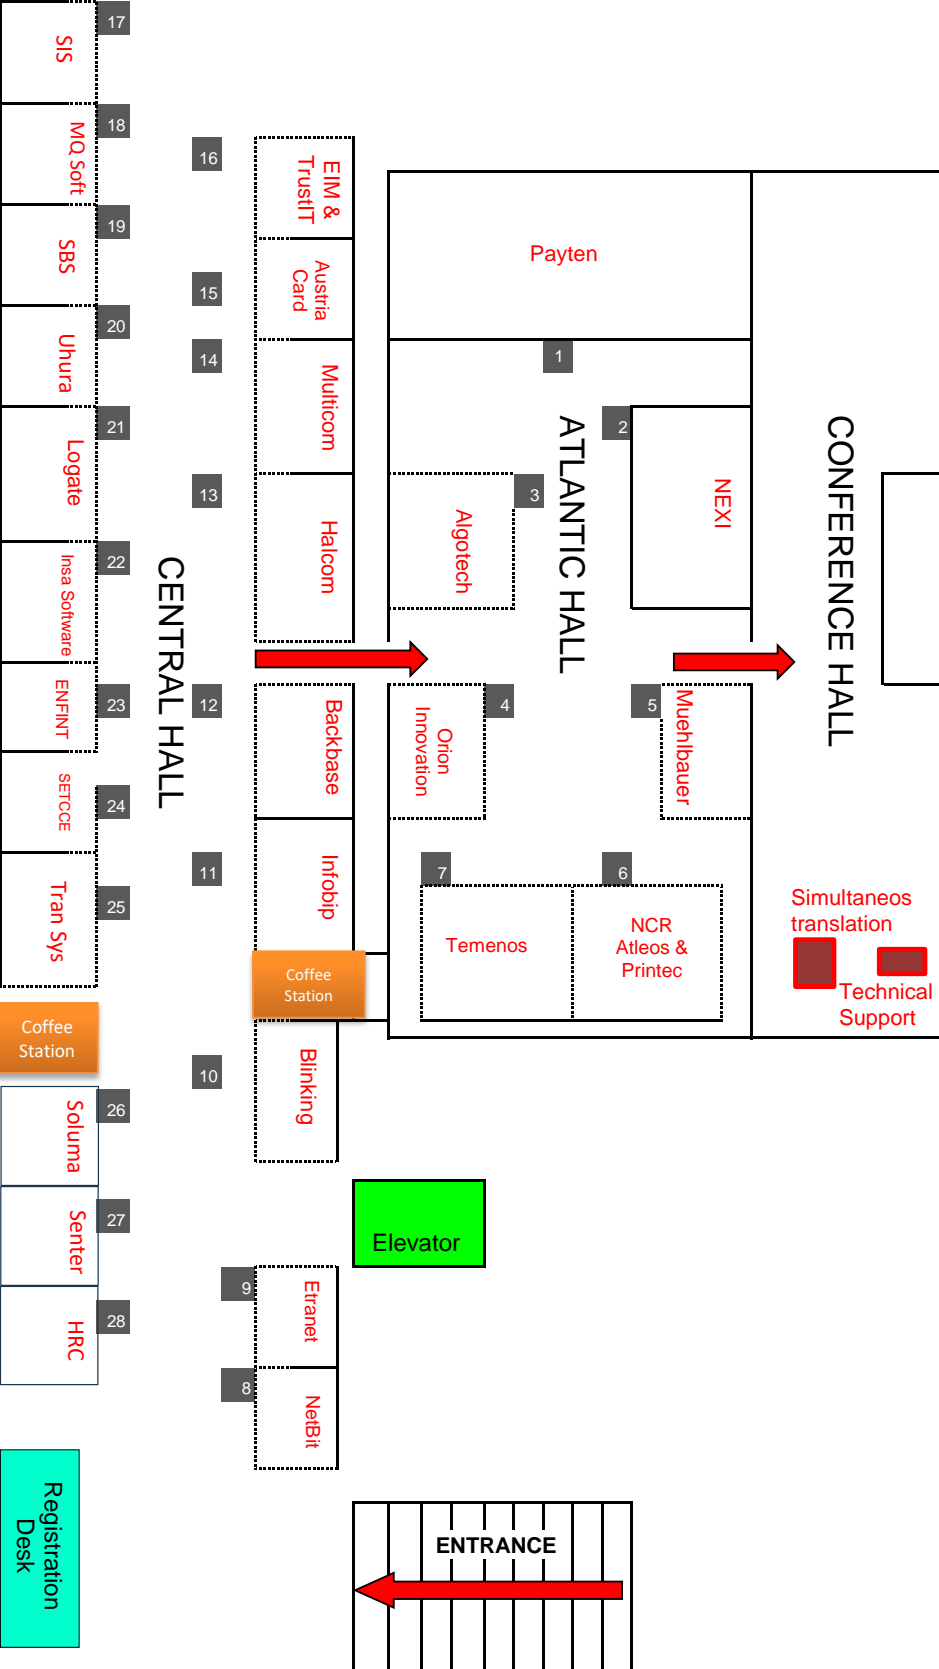 17
SIS
18
MQ Soft
19
SBS
20
Uhura
21
Logate
22
Insa Software
23
ENFINT
24
SETCCE
25
Tran Sys
Coffee
Station
26
Soluma
27
Senter
28
HRC
Registration
Desk
CENTRAL HALL
16
EIM &
TrustIT
15
Austria
Card
14
Multicom
13
Halcom
12
Backbase
11
Infobip
Coffee
Station
10
Blinking
9
Etranet
8
NetBit
Elevator
ENTRANCE
Payten
1
ATLANTIC HALL
2
NEXI
3
Algotech
4
Orion
Innovation
5
Muehlbauer
7
Temenos
6
NCR
Atleos &
Printec
CONFERENCE HALL
Simultaneos
translation
Technical
Support